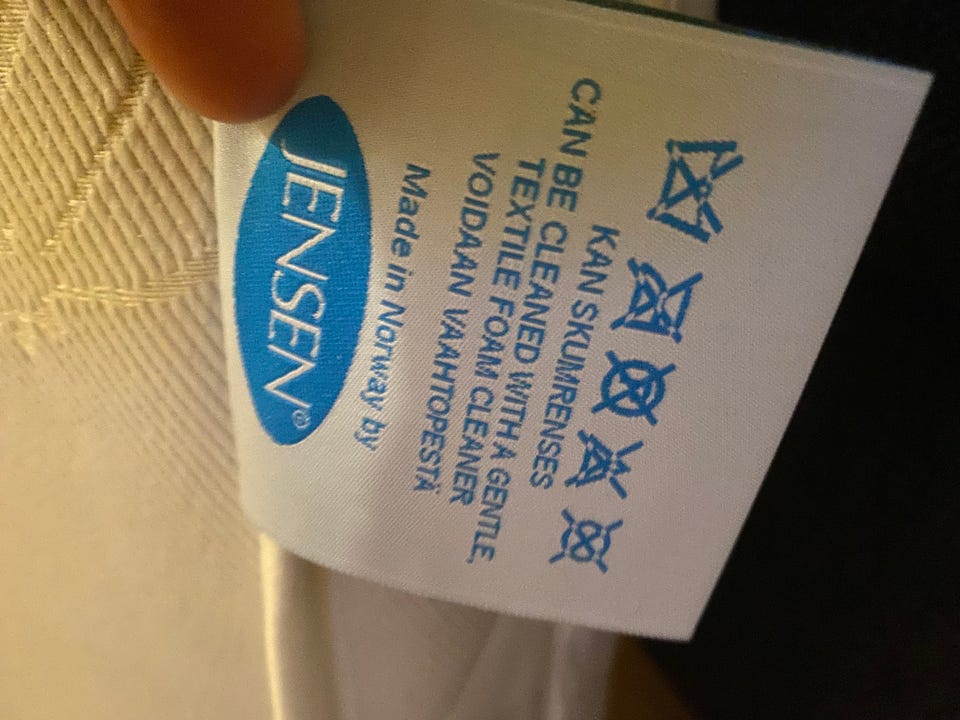 KAN SKUMRENSES
CAN BE CLEANED WITH A GENTLE,
TEXTILE FOAM CLEANER
VOIDAAN VAAHTOPESTÄ
Made in Norway by
JENSEN®